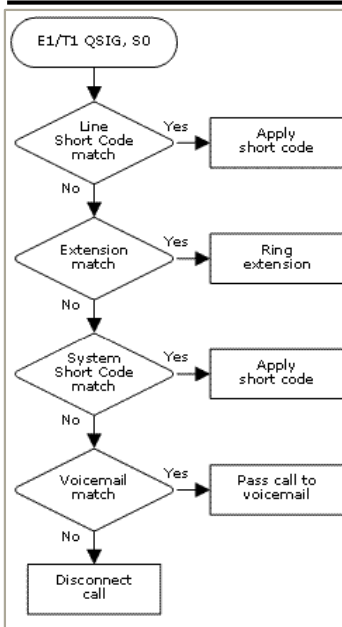 E1/T1 QSIG, S0
Line
Short Code
match
Yes
Apply
short code
No
Extension
match
Yes
Ring
extension
No
System
Short Code
match
Yes
Apply
short code
No
Voicemail
match
Yes
Pass call to
voicemail
No
Disconnect
call